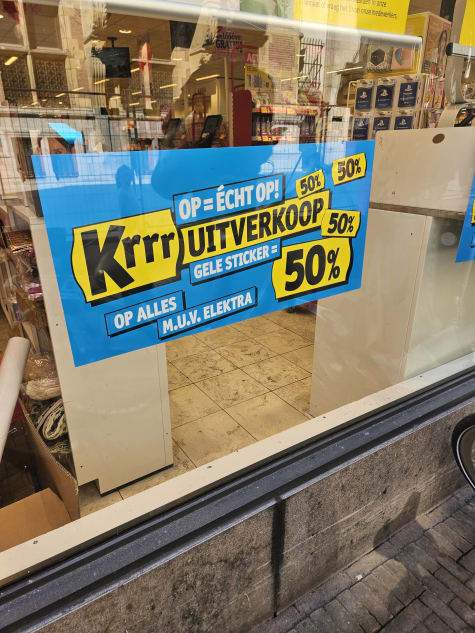 OP = ÉCHT OP!
50%
50%
Krrr UITVERKOOP
50%
GELE STICKER =
50%
OP ALLES
M.U.V. ELEKTRA